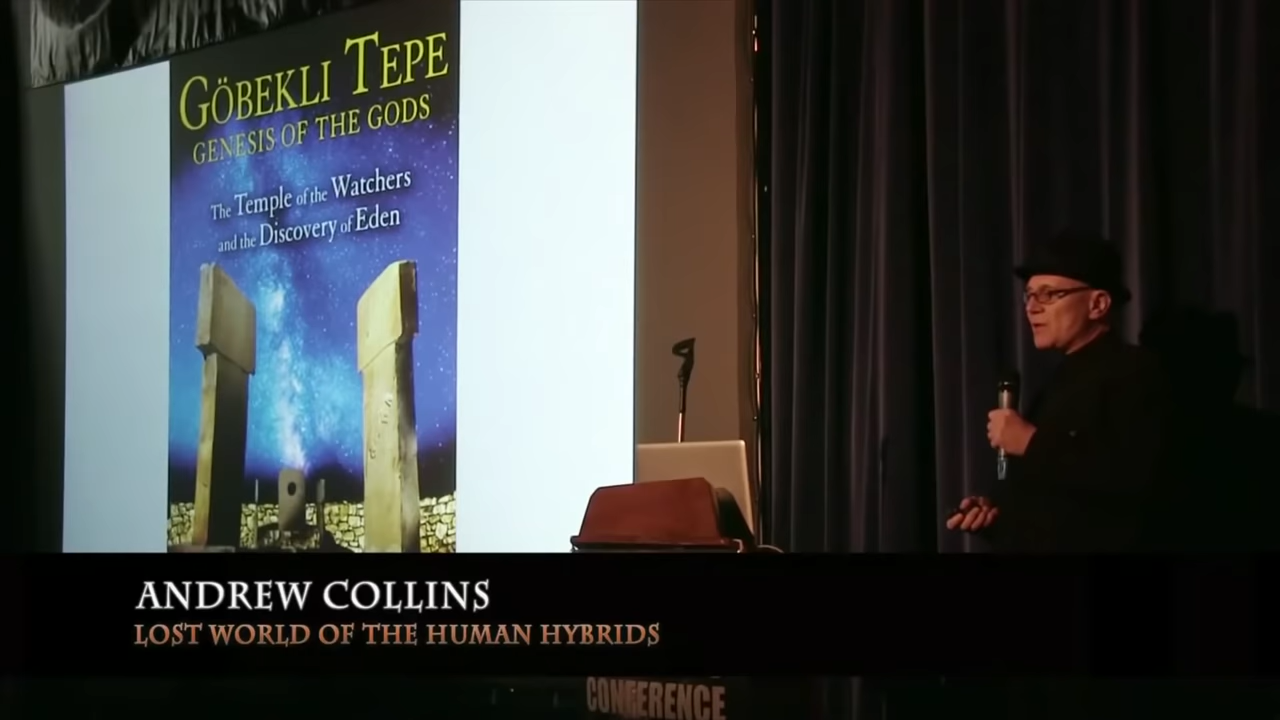 GÖBEKLI TEPE
GENESIS OF THE GODS
The Temple of the Watchers
and the Discovery of Eden
ANDREW COLLINS
LOST WORLD OF THE HUMAN HYBRIDS
CONFERENCE